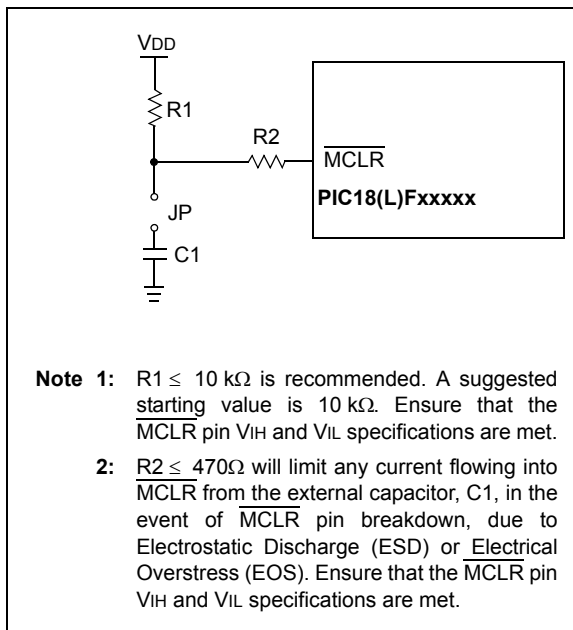 VDD
R1
R2
MCLR
PIC18(L)Fxxxxx
JP
C1
Note 1: R1 ≤ 10 kΩ is recommended. A suggested
starting value is 10 kΩ. Ensure that the
MCLR pin VIH and VIL specifications are met.
2: R2 ≤ 470Ω will limit any current flowing into
MCLR from the external capacitor, C1, in the
event of MCLR pin breakdown, due to
Electrostatic Discharge (ESD) or Electrical
Overstress (EOS). Ensure that the MCLR pin
VIH and VIL specifications are met.